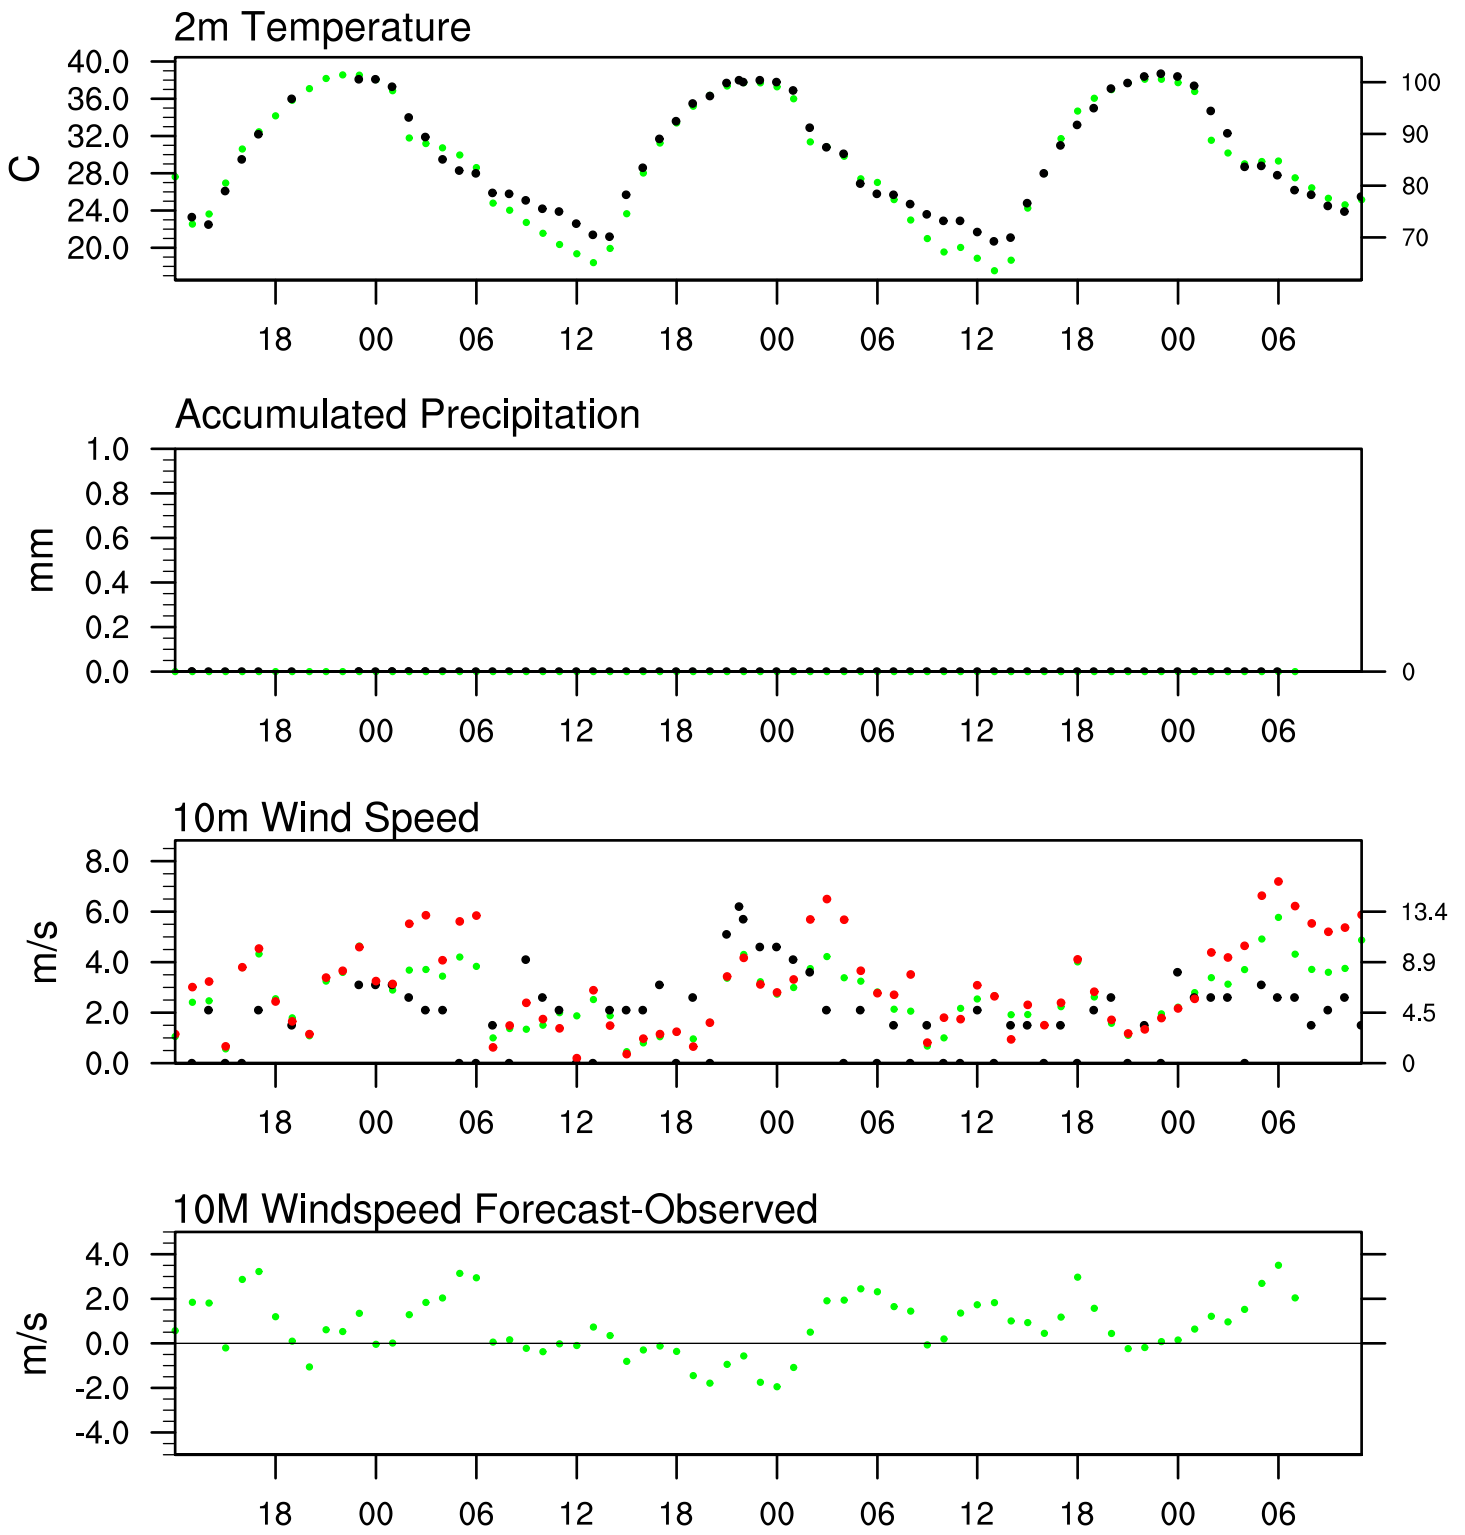 2m Temperature
40.0
36.0
32.0
28.0
24.0
20.0
C
100
90
80
70
18 00 06 12 18 00 06 12 18 00 06
Accumulated Precipitation
1.0
0.8
0.6
0.4
0.2
0.0
mm
0
18 00 06 12 18 00 06 12 18 00 06
10m Wind Speed
8.0
6.0
4.0
2.0
0.0
m/s
13.4
8.9
4.5
0
18 00 06 12 18 00 06 12 18 00 06
10M Windspeed Forecast-Observed
4.0
2.0
0.0
-2.0
-4.0
m/s
18 00 06 12 18 00 06 12 18 00 06